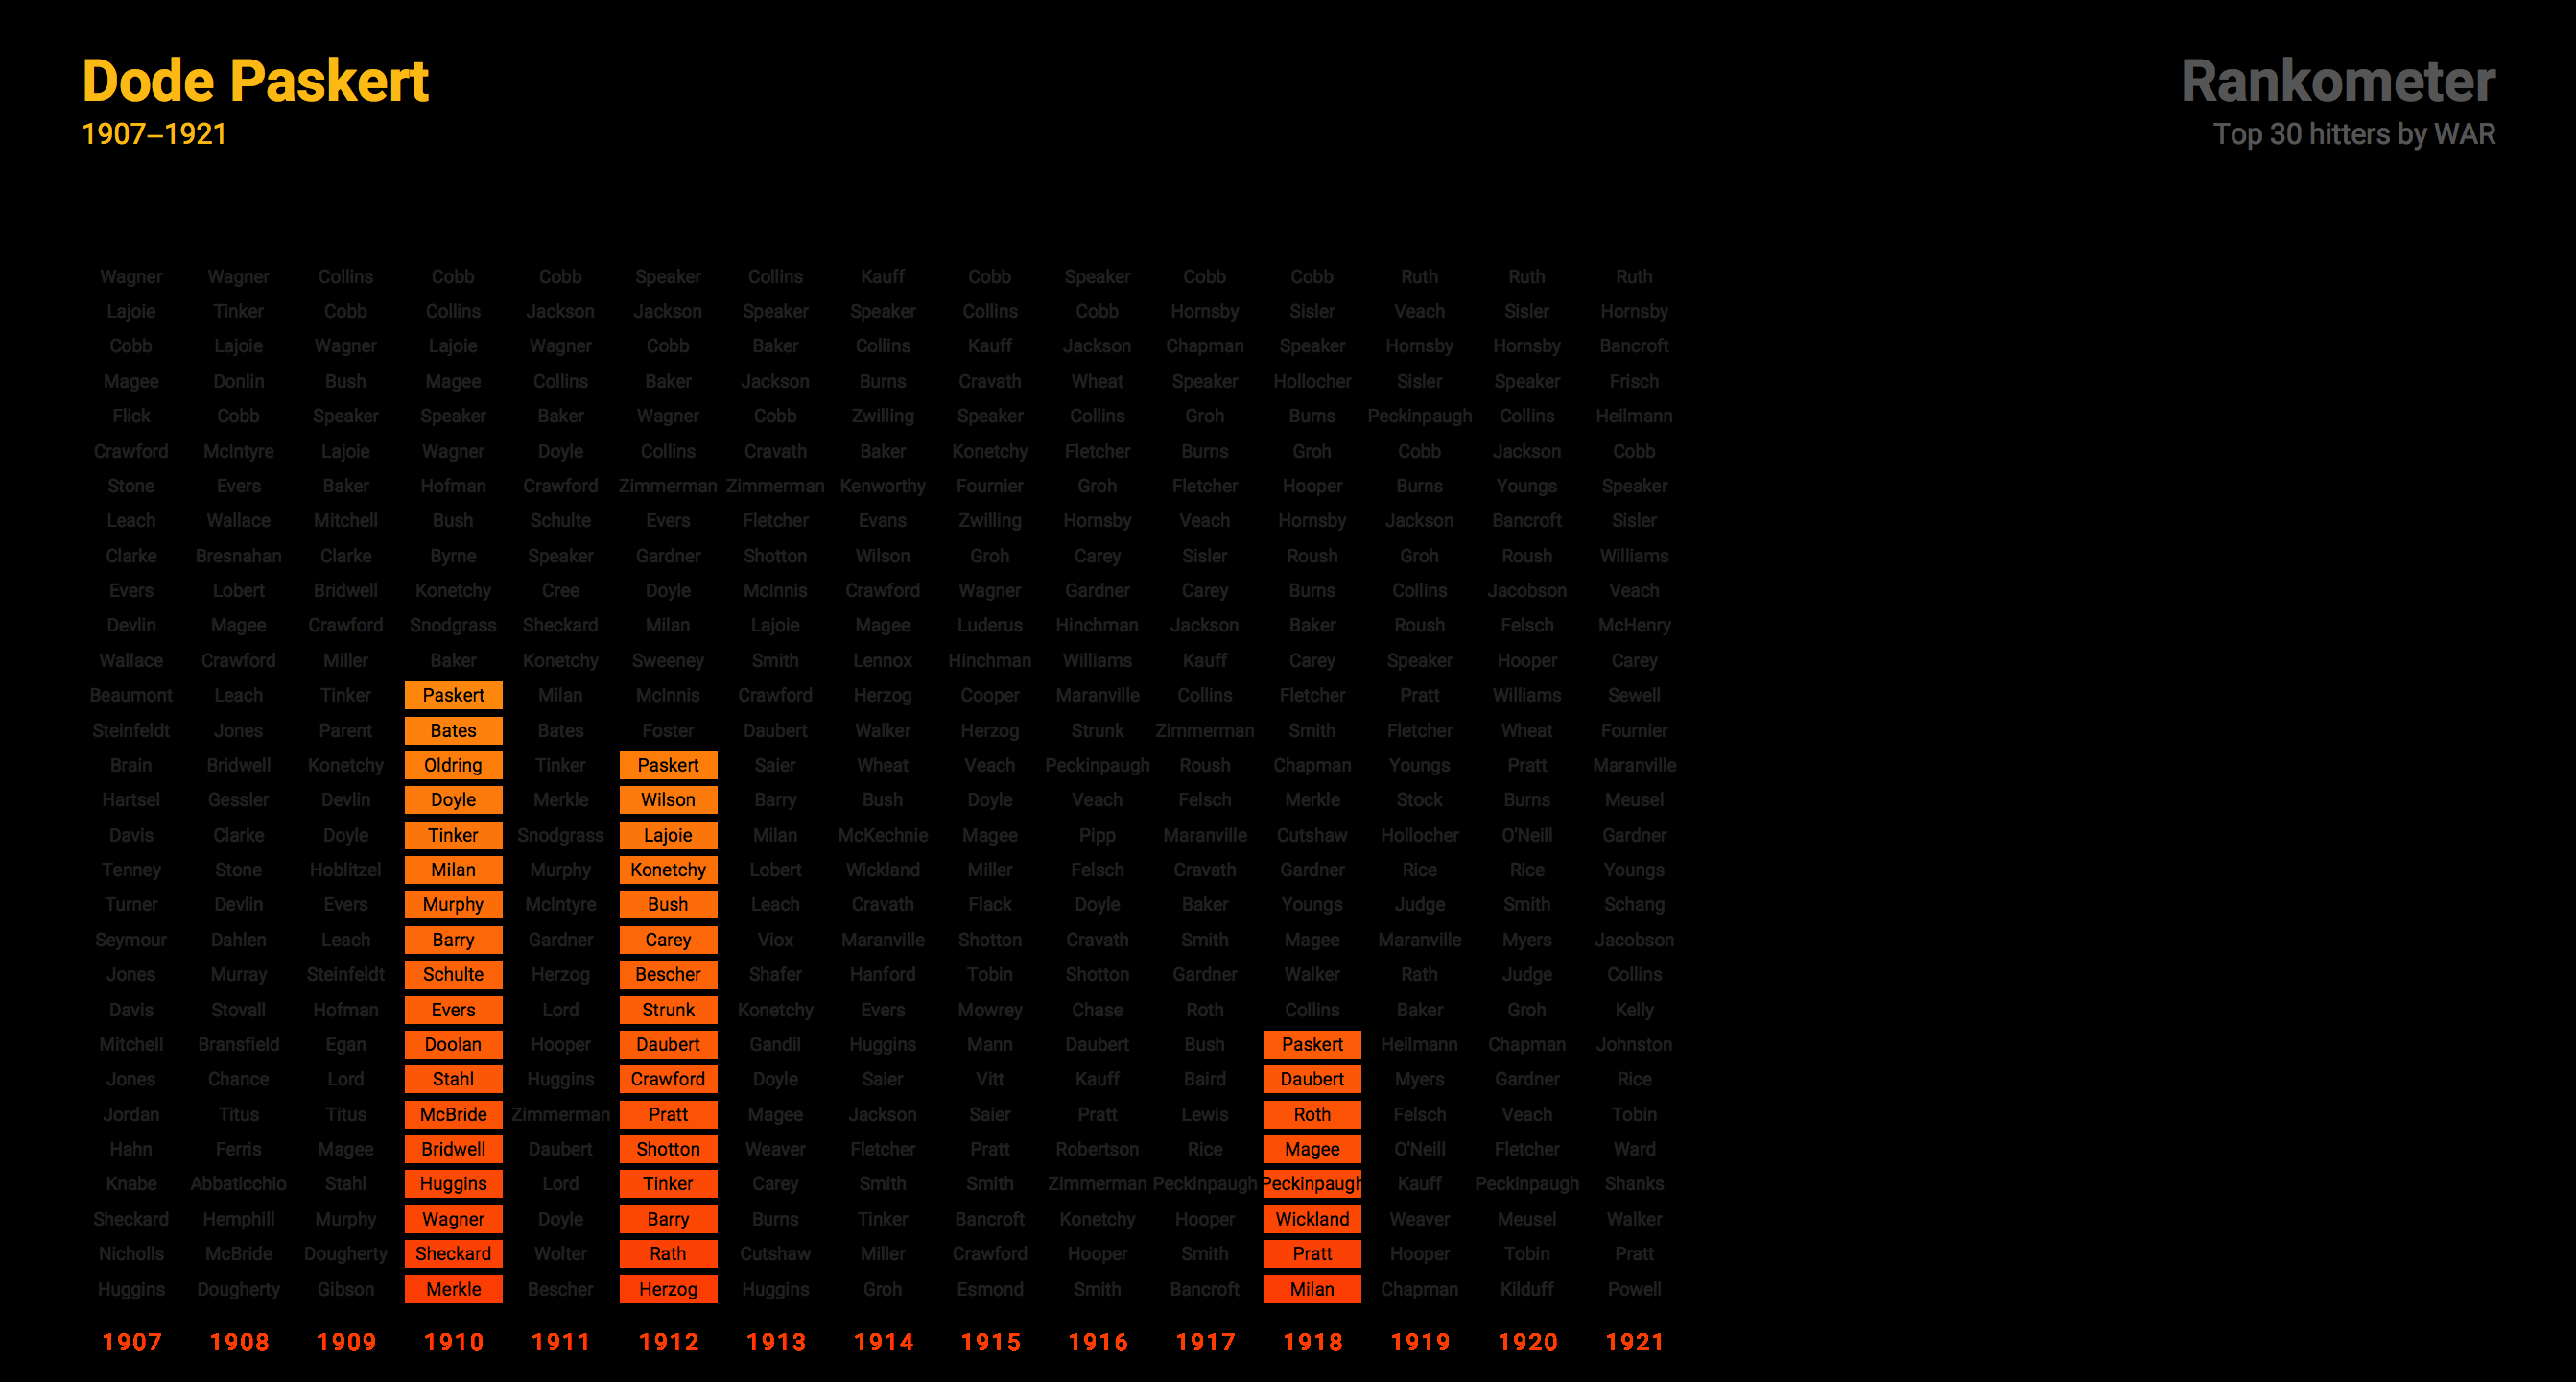 Dode Paskert
1907–1921
Rankometer
Top 30 hitters by WAR
Wagner Wagner Collins Cobb Cobb Speaker Collins Kauff Cobb Speaker Cobb Cobb Ruth Ruth Ruth
Lajoie Tinker Cobb Collins Jackson Jackson Speaker Speaker Collins Cobb Hornsby Sisler Veach Sisler Hornsby
Cobb Lajoie Wagner Lajoie Wagner Cobb Baker Collins Kauff Jackson Chapman Speaker Hornsby Hornsby Bancroft
Magee Donlin Bush Magee Collins Baker Jackson Burns Cravath Wheat Speaker Hollocher Sisler Speaker Frisch
Flick Cobb Speaker Speaker Baker Wagner Cobb Zwilling Speaker Collins Groh Burns Peckinpaugh Collins Heilmann
Crawford McIntyre Lajoie Wagner Doyle Collins Cravath Baker Konetchy Fletcher Burns Groh Cobb Jackson Cobb
Stone Evers Baker Hofman Crawford Zimmerman Zimmerman Kenworthy Fournier Groh Fletcher Hooper Burns Youngs Speaker
Leach Wallace Mitchell Bush Schulte Evers Fletcher Evans Zwilling Hornsby Veach Hornsby Jackson Bancroft Sisler
Clarke Bresnahan Clarke Byrne Speaker Gardner Shotton Wilson Groh Carey Sisler Roush Groh Roush Williams
Evers Lobert Bridwell Konetchy Cree Doyle McInnis Crawford Wagner Gardner Carey Burns Collins Jacobson Veach
Devlin Magee Crawford Snodgrass Sheckard Milan Lajoie Magee Luderus Hinchman Jackson Baker Roush Felsch McHenry
Wallace Crawford Miller Baker Konetchy Sweeney Smith Lennox Hinchman Williams Kauff Carey Speaker Hooper Carey
Beaumont Leach Tinker Paskert Milan McInnis Crawford Herzog Cooper Maranville Collins Fletcher Pratt Williams Sewell
Steinfeldt Jones Parent Bates Bates Foster Daubert Walker Herzog Strunk Zimmerman Smith Fletcher Wheat Fournier
Brain Bridwell Konetchy Oldring Tinker Paskert Saier Wheat Veach Peckinpaugh Roush Chapman Youngs Pratt Maranville
Hartsel Gessler Devlin Doyle Merkle Wilson Barry Bush Doyle Veach Felsch Merkle Stock Burns Meusel
Davis Clarke Doyle Tinker Snodgrass Lajoie Milan McKechnie Magee Pipp Maranville Cutshaw Hollocher O'Neill Gardner
Tenney Stone Hoblitzel Milan Murphy Konetchy Lobert Wickland Miller Felsch Cravath Gardner Rice Rice Youngs
Turner Devlin Evers Murphy McIntyre Bush Leach Cravath Flack Doyle Baker Youngs Judge Smith Schang
Seymour Dahlen Leach Barry Gardner Carey Viox Maranville Shotton Cravath Smith Magee Maranville Myers Jacobson
Jones Murray Steinfeldt Schulte Herzog Bescher Shafer Hanford Tobin Shotton Gardner Walker Rath Judge Collins
Davis Stovall Hofman Evers Lord Strunk Konetchy Evers Mowrey Chase Roth Collins Baker Groh Kelly
Mitchell Bransfield Egan Doolan Hooper Daubert Gandil Huggins Mann Daubert Bush Paskert Heilmann Chapman Johnston
Jones Chance Lord Stahl Huggins Crawford Doyle Saier Vitt Kauff Baird Daubert Myers Gardner Rice
Jordan Titus Titus McBride Zimmerman Pratt Magee Jackson Saier Pratt Lewis Roth Felsch Veach Tobin
Hahn Ferris Magee Bridwell Daubert Shotton Weaver Fletcher Pratt Robertson Rice Magee O'Neill Fletcher Ward
Knabe Abbaticchio Stahl Huggins Lord Tinker Carey Smith Smith Zimmerman Peckinpaugh Peckinpaugh Kauff Peckinpaugh Shanks
Sheckard Hemphill Murphy Wagner Doyle Barry Burns Tinker Bancroft Konetchy Hooper Wickland Weaver Meusel Walker
Nicholls McBride Dougherty Sheckard Wolter Rath Cutshaw Miller Crawford Hooper Smith Pratt Hooper Tobin Pratt
Huggins Dougherty Gibson Merkle Bescher Herzog Huggins Groh Esmond Smith Bancroft Milan Chapman Kilduff Powell
1907 1908 1909 1910 1911 1912 1913 1914 1915 1916 1917 1918 1919 1920 1921